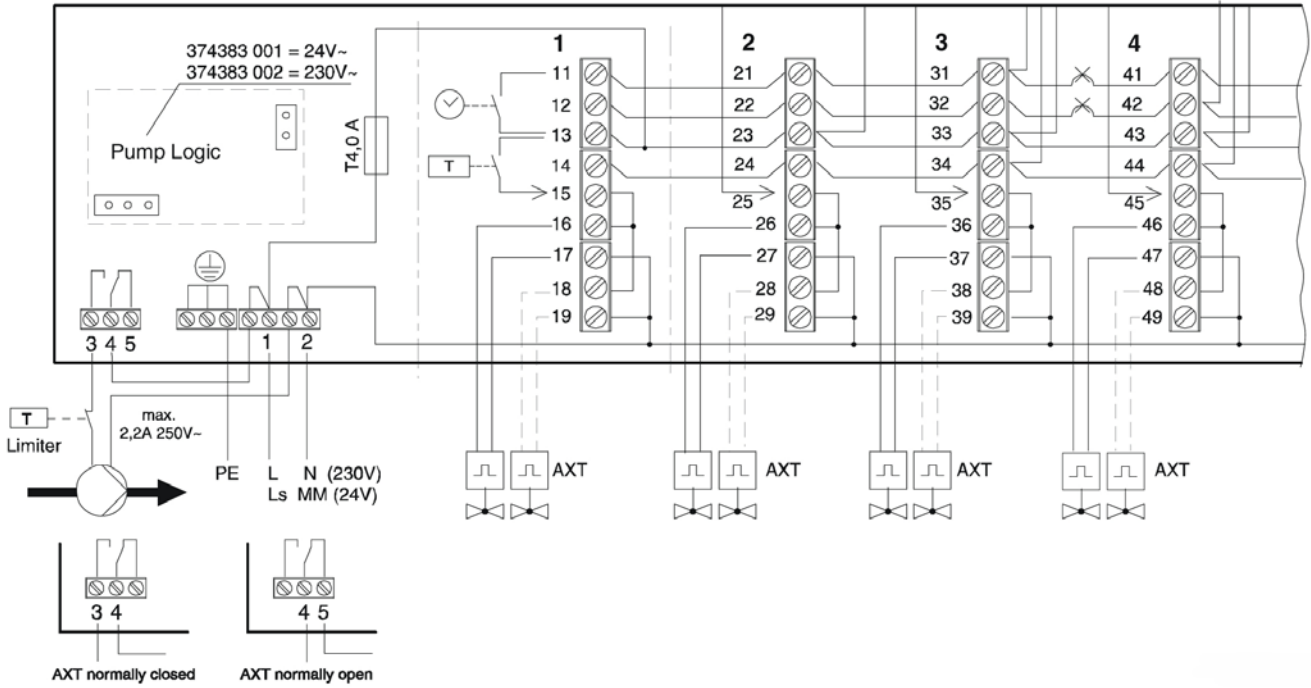 374383 001 = 24V~
374383 002 = 230V~
Pump Logic
T4,0 A
1
2
3
4
11
12
13
14
15
16
17
18
19
21
22
23
24
25
26
27
28
29
31
32
33
34
35
36
37
38
39
41
42
43
44
45
46
47
48
49
T
3 4 5
1 2
T
Limiter
max.
2,2A 250V~
PE L N (230V)
Ls MM (24V)
AXT
AXT
AXT
AXT
3 4
AXT normally closed
4 5
AXT normally open